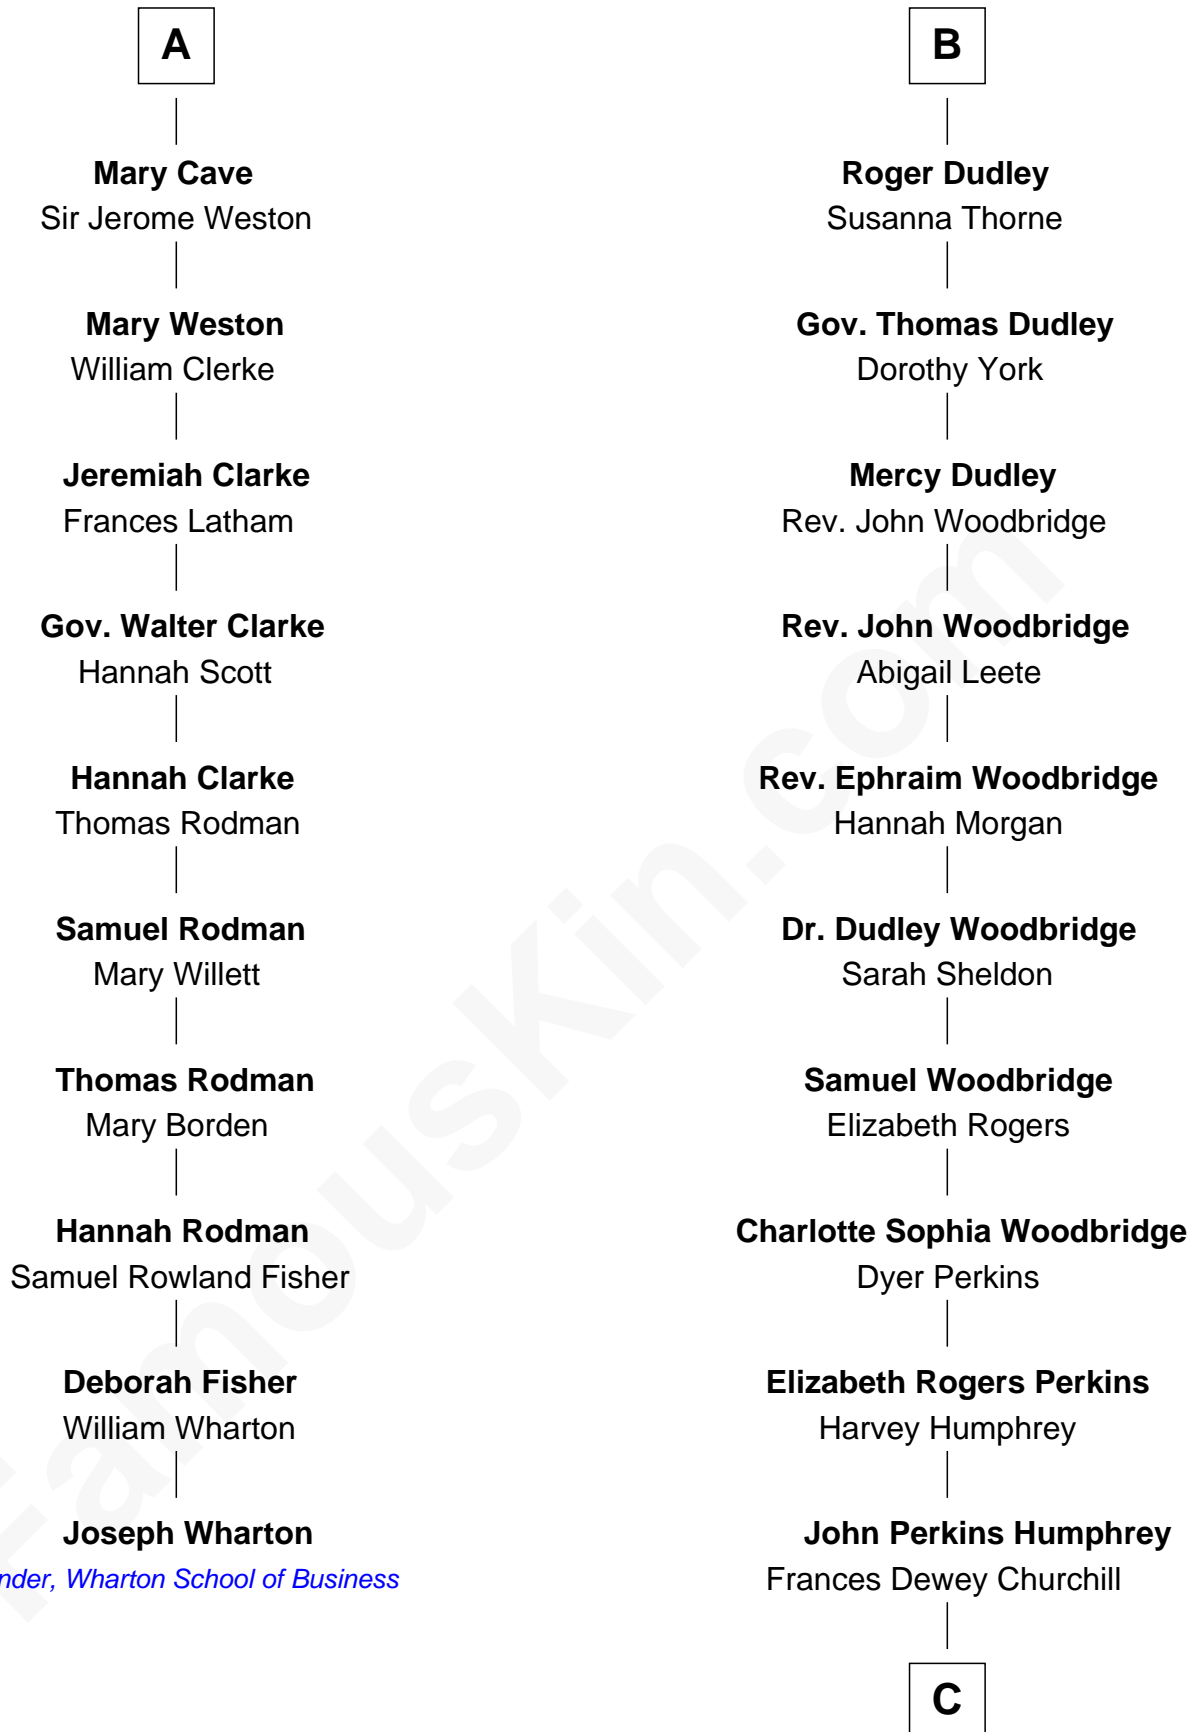 A
Mary Cave
Sir Jerome Weston
Mary Weston
William Clerke
Jeremiah Clarke
Frances Latham
Gov. Walter Clarke
Hannah Scott
Hannah Clarke
Thomas Rodman
Samuel Rodman
Mary Willett
Thomas Rodman
Mary Borden
Hannah Rodman
Samuel Rowland Fisher
Deborah Fisher
William Wharton
Joseph Wharton
nder, Wharton School of Business
B
Roger Dudley
Susanna Thorne
Gov. Thomas Dudley
Dorothy York
Mercy Dudley
Rev. John Woodbridge
Rev. John Woodbridge
Abigail Leete
Rev. Ephraim Woodbridge
Hannah Morgan
Dr. Dudley Woodbridge
Sarah Sheldon
Samuel Woodbridge
Elizabeth Rogers
Charlotte Sophia Woodbridge
Dyer Perkins
Elizabeth Rogers Perkins
Harvey Humphrey
John Perkins Humphrey
Frances Dewey Churchill
C
FamousKin.com